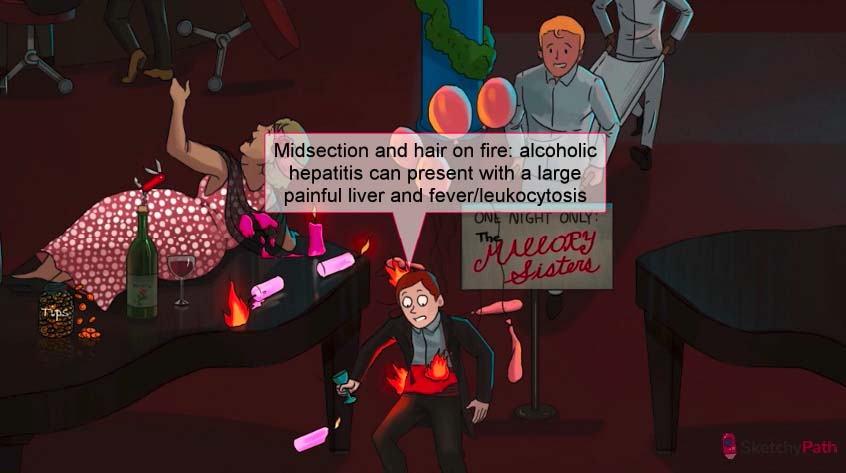 Midsection and hair on fire: alcoholic
hepatitis can present with a large
painful liver and fever/leukocytosis
ONE NIGHT ONLY:
The
MALLORY
Sisters
Tips
SketchyPath